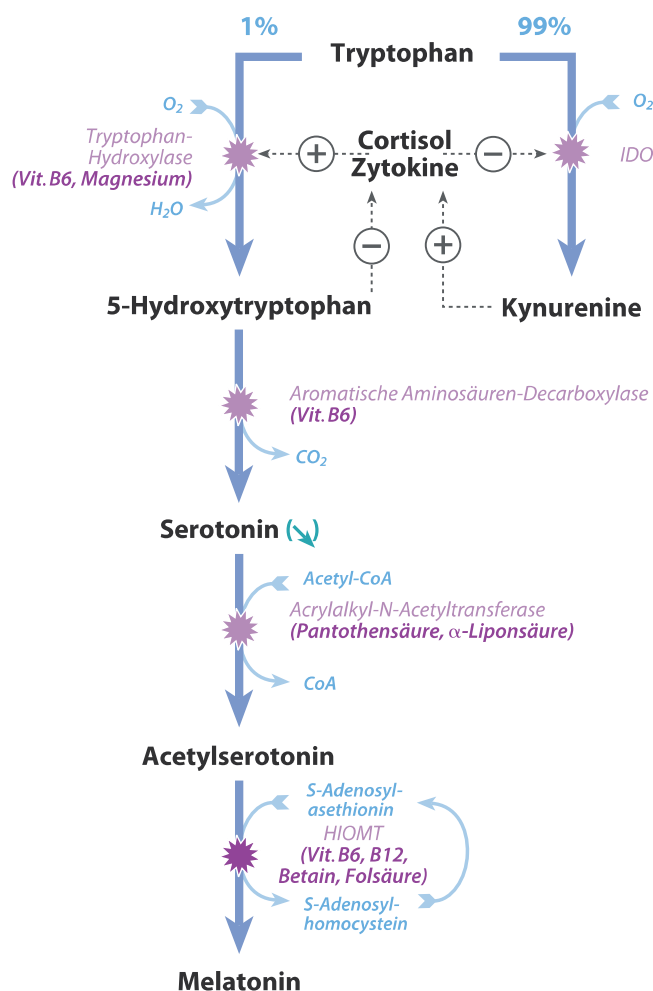 1%
99%
Tryptophan
O₂
O₂
Tryptophan-
Hydroxylase
(Vit. B6, Magnesium)
H₂O
+
Cortisol
Zytokine
−
IDO
−
+
5-Hydroxytryptophan
Kynurenine
Aromatische Aminosäuren-Decarboxylase
(Vit. B6)
CO₂
Serotonin (↘)
Acetyl-CoA
Acrylalkyl-N-Acetyltransferase
(Pantothensäure, α-Liponsäure)
CoA
Acetylserotonin
S-Adenosyl-
asethionin
HIOMT
(Vit. B6, B12,
Betain, Folsäure)
S-Adenosyl-
homocystein
Melatonin